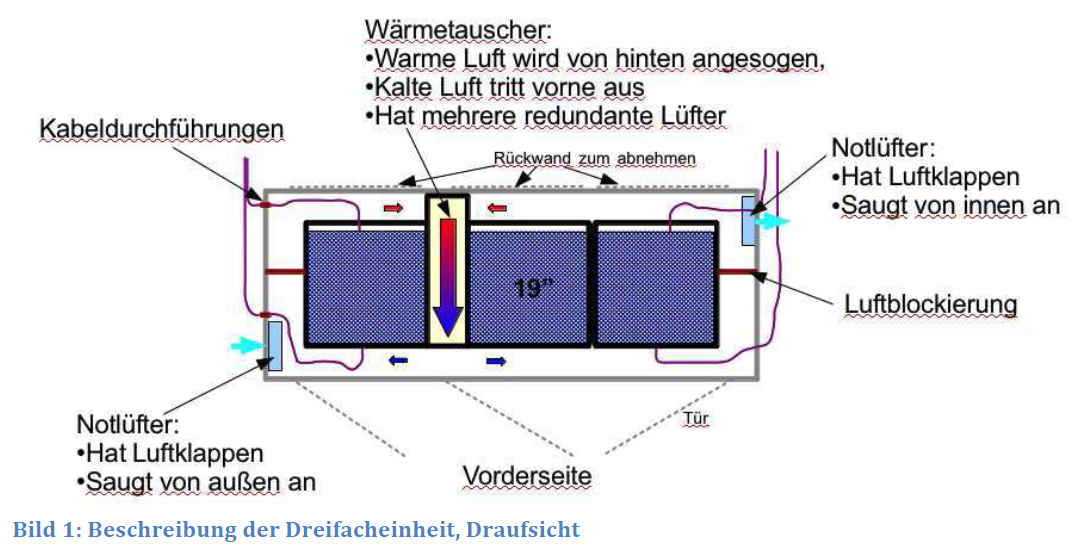 Wärmetauscher:
•Warme Luft wird von hinten angesogen,
•Kalte Luft tritt vorne aus
•Hat mehrere redundante Lüfter
Kabeldurchführungen
Rückwand zum abnehmen
Notlüfter:
•Hat Luftklappen
•Saugt von innen an
19”
Luftblockierung
Notlüfter:
•Hat Luftklappen
•Saugt von außen an
Tür
Vorderseite
Bild 1: Beschreibung der Dreifacheinheit, Draufsicht